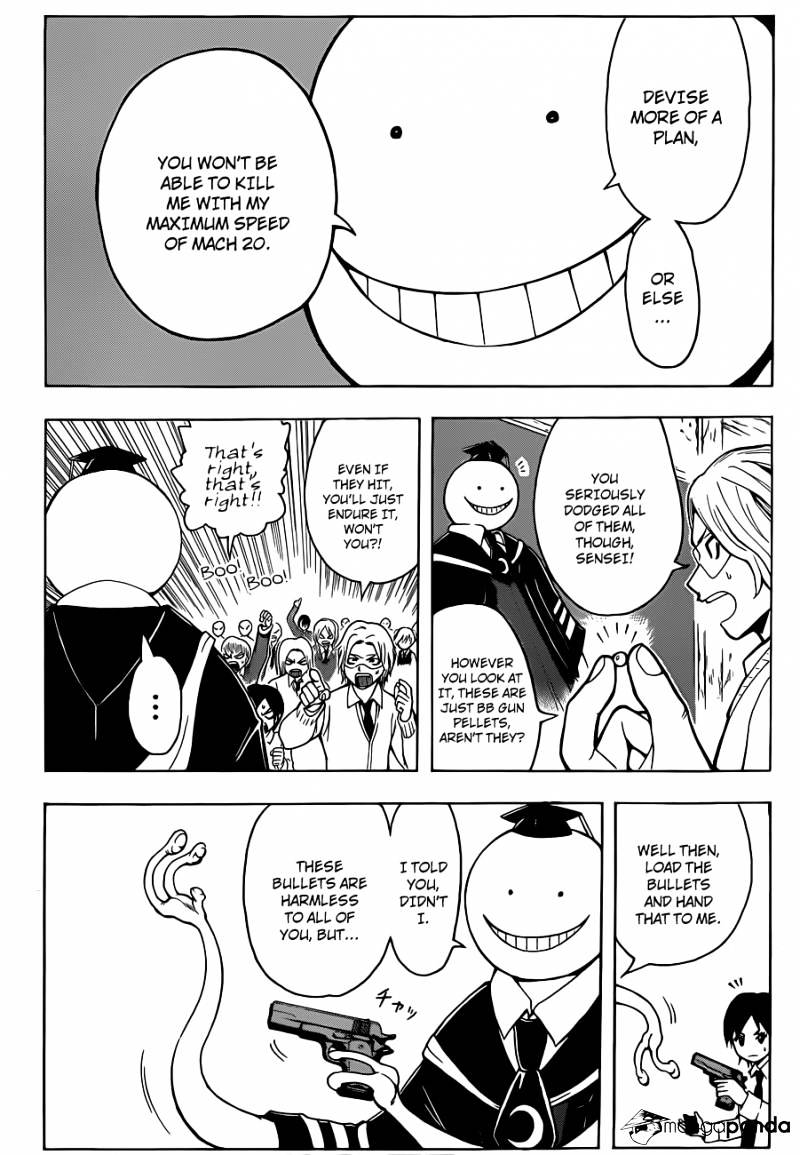 DEVISE
MORE OF A
PLAN,
OR
ELSE
...
YOU WON'T BE
ABLE TO KILL
ME WITH MY
MAXIMUM SPEED
OF MACH 20.
YOU
SERIOUSLY
DODGED ALL
OF THEM,
THOUGH,
SENSEI!
HOWEVER
YOU LOOK
AT IT, THESE ARE
JUST BB GUN
PELLETS,
AREN'T THEY?
EVEN IF
THEY HIT,
YOU'LL JUST
ENDURE IT,
WON'T
YOU?!
That's
right,
that's
right!!
BOO!
BOO!
...
WELL THEN,
LOAD THE
BULLETS
AND HAND
THAT TO ME.
I TOLD
YOU,
DIDN'T
I.
THESE
BULLETS ARE
HARMLESS
TO ALL OF
YOU, BUT...
チャッ
mangapanda